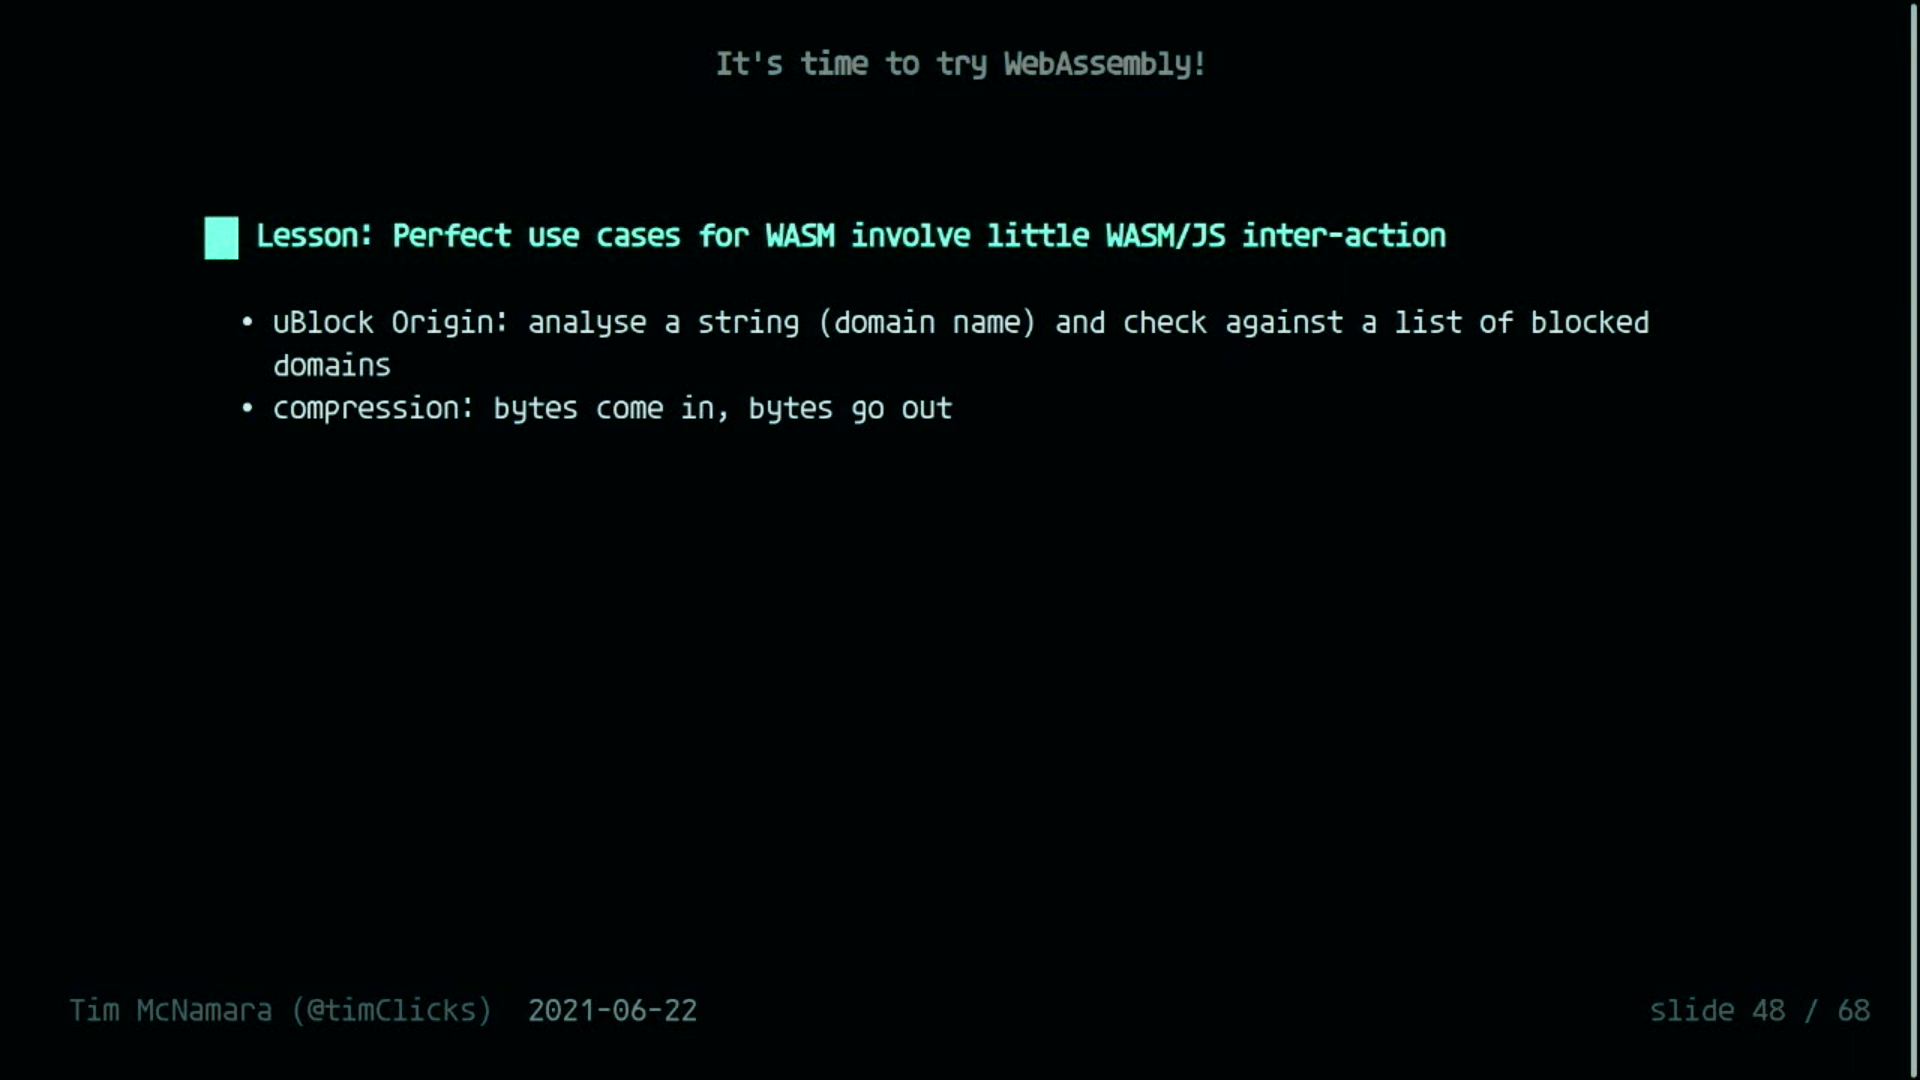 It's time to try WebAssembly!
Lesson: Perfect use cases for WASM involve little WASM/JS inter-action
• uBlock Origin: analyse a string (domain name) and check against a list of blocked
domains
• compression: bytes come in, bytes go out
Tim McNamara (@timClicks) 2021-06-22
slide 48 / 68